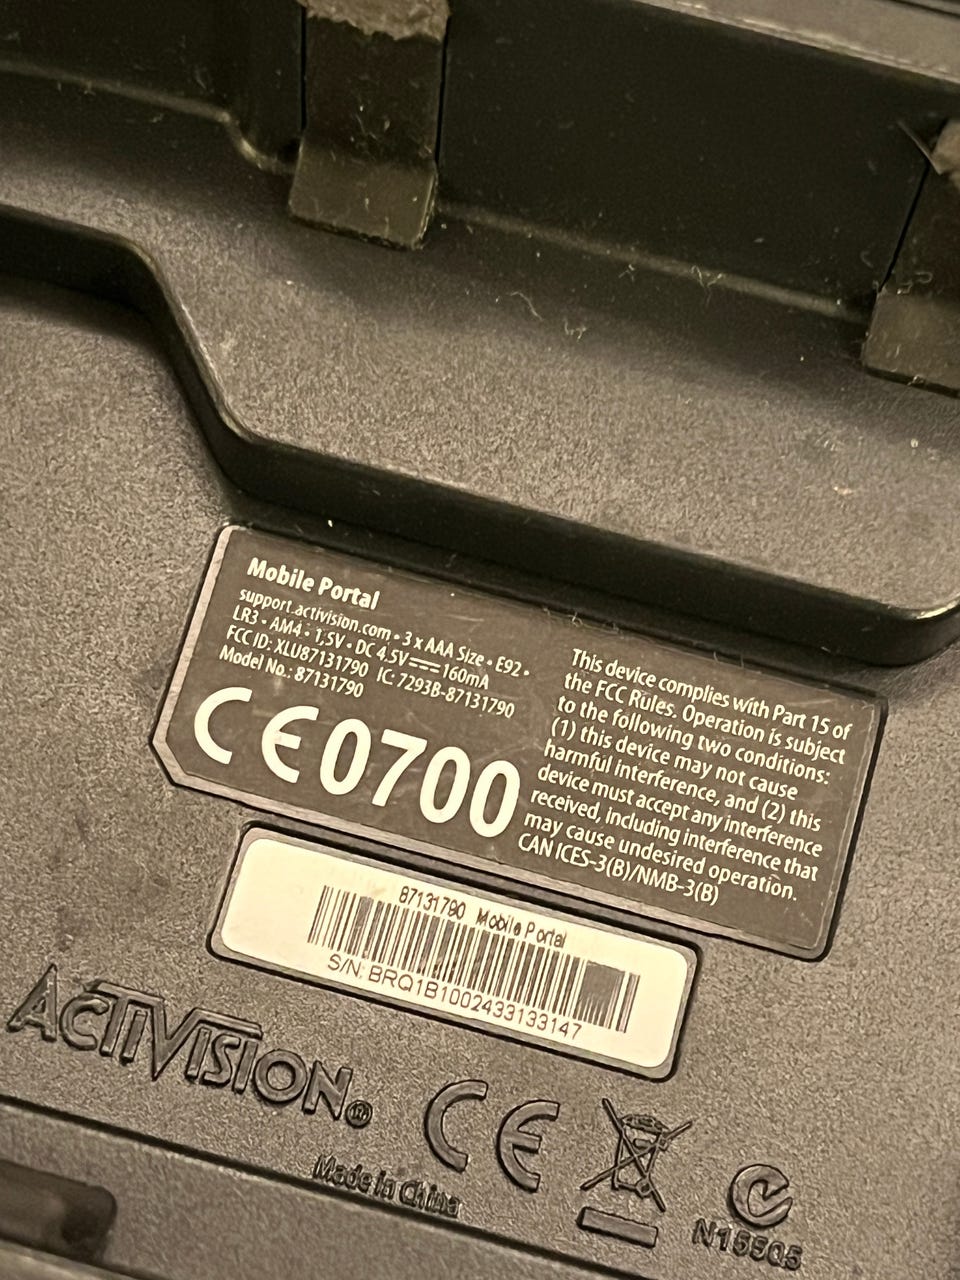 Mobile Portal
support.activision.com • 3 x AAA Size • E92 •
LR3 • AM4 • 1,5V • DC 4,5V⎓160mA
FCC ID: XLU87131790 IC: 7293B-87131790
Model No.: 87131790
CE0700
This device complies with Part 15 of
the FCC Rules. Operation is subject
to the following two conditions:
(1) this device may not cause
harmful interference, and (2) this
device must accept any interference
received, including interference that
may cause undesired operation.
CAN ICES-3(B)/NMB-3(B)
87131790 Mobile Portal
S/N: BRQ1B1002433133147
ACTIVISION®
CE
Made in China
N15505